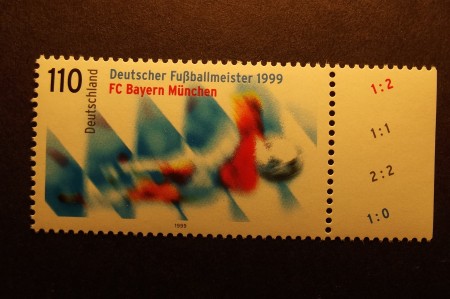 110
Deutschland
Deutscher Fußballmeister 1999
FC Bayern München
1999
1:2
1:1
2:2
1:0